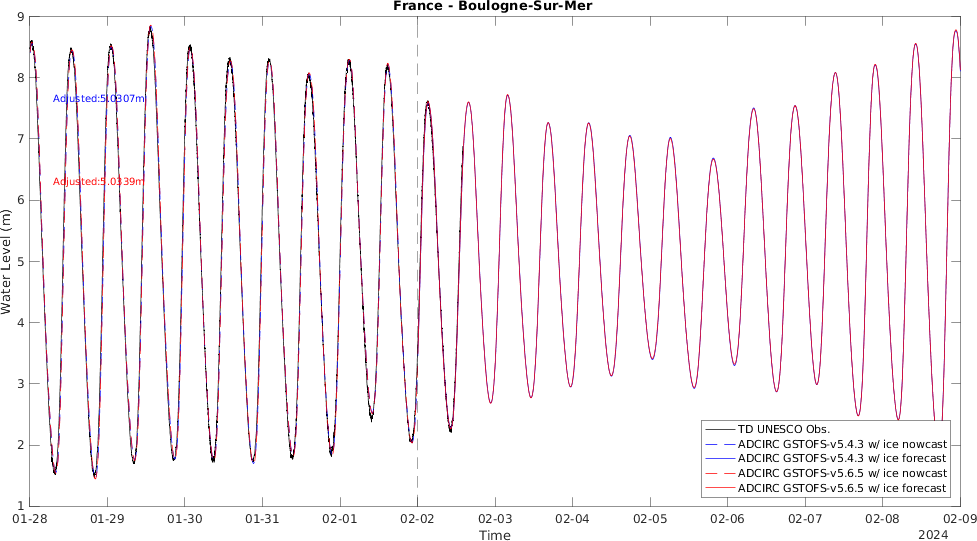 France - Boulogne-Sur-Mer
9
8
7
6
5
4
3
2
1
Water Level (m)
Adjusted:5.0307m
Adjusted:5.0339m
TD UNESCO Obs.
ADCIRC GSTOFS-v5.4.3 w/ ice nowcast
ADCIRC GSTOFS-v5.4.3 w/ ice forecast
ADCIRC GSTOFS-v5.6.5 w/ ice nowcast
ADCIRC GSTOFS-v5.6.5 w/ ice forecast
01-28 01-29 01-30 01-31 02-01 02-02 02-03 02-04 02-05 02-06 02-07 02-08 02-09
Time
2024